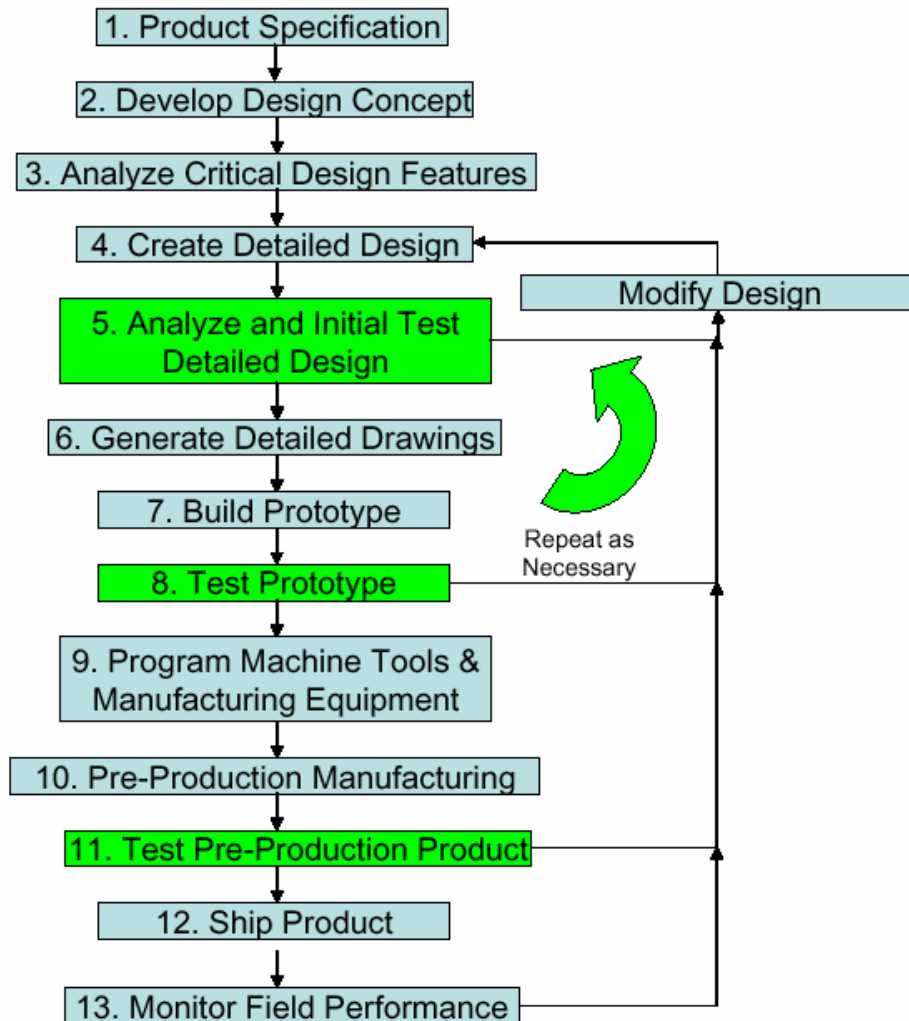 1. Product Specification
2. Develop Design Concept
3. Analyze Critical Design Features
4. Create Detailed Design
Modify Design
5. Analyze and Initial Test
Detailed Design
6. Generate Detailed Drawings
7. Build Prototype
Repeat as
Necessary
8. Test Prototype
9. Program Machine Tools &
Manufacturing Equipment
10. Pre-Production Manufacturing
11. Test Pre-Production Product
12. Ship Product
13. Monitor Field Performance